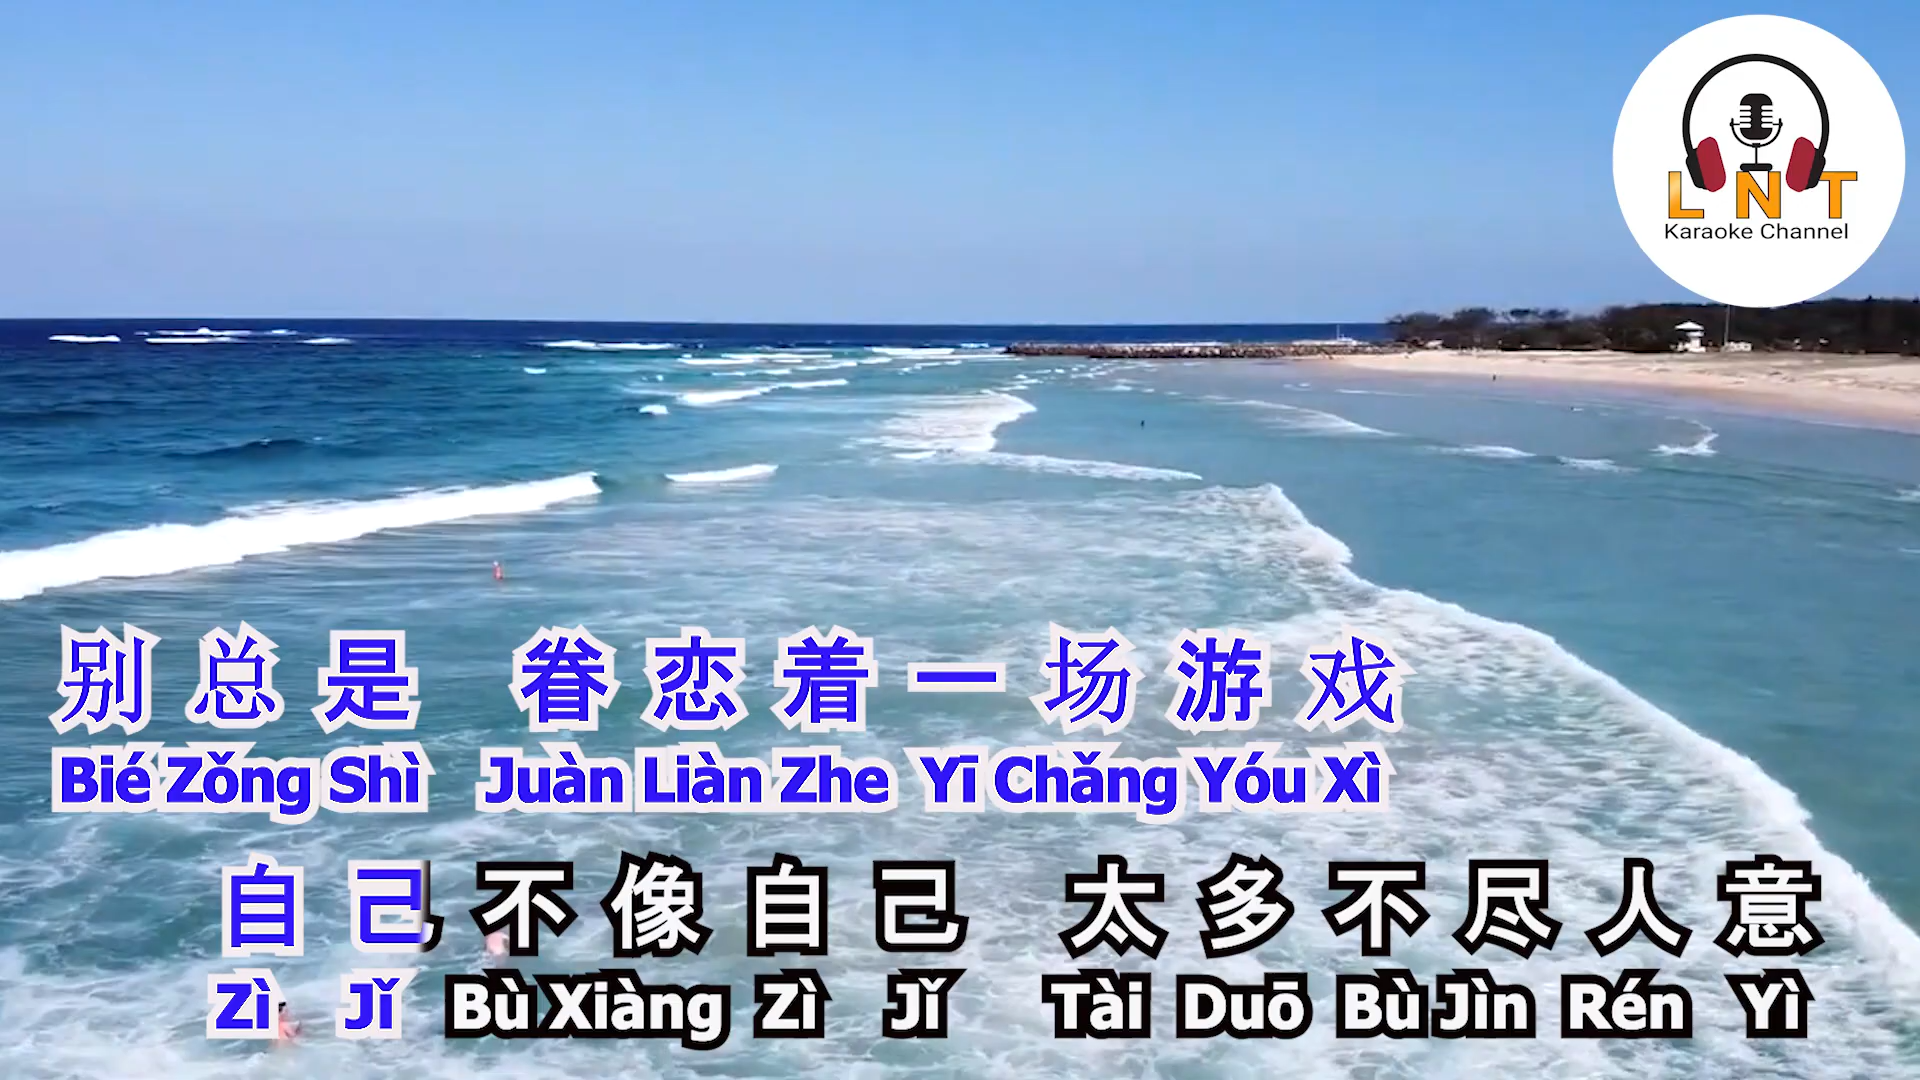 L N T
Karaoke Channel
别总是 眷恋着一场游戏
Bié Zǒng Shì Juàn Liàn Zhe Yī Chǎng Yóu Xì
自己不像自己 太多不尽人意
Zì Jǐ Bù Xiàng Zì Jǐ Tài Duō Bù Jìn Rén Yì